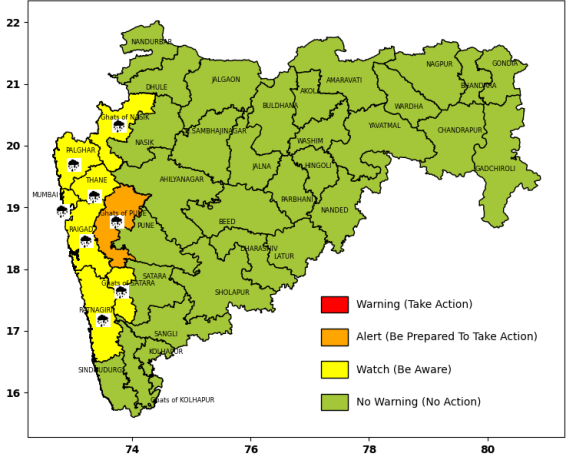 22
21
20
19
18
17
16
74
76
78
80
NANDURBAR
DHULE
JALGAON
Ghats of NASIK
NASIK
SAMBHAJINAGAR
BULDHANA
AKOLA
AMARAVATI
NAGPUR
GONDIA
BHANDARA
WARDHA
YAVATMAL
CHANDRAPUR
GADCHIROLI
WASHIM
HINGOLI
JALNA
PARBHANI
NANDED
PALGHAR
THANE
MUMBAI
RAIGAD
Ghats of PUNE
PUNE
AHILYANAGAR
BEED
DHARASHIV
LATUR
SATARA
Ghats of SATARA
SHOLAPUR
RATNAGIRI
SANGLI
KOLHAPUR
SINDHUDURG
Ghats of KOLHAPUR
Warning (Take Action)
Alert (Be Prepared To Take Action)
Watch (Be Aware)
No Warning (No Action)